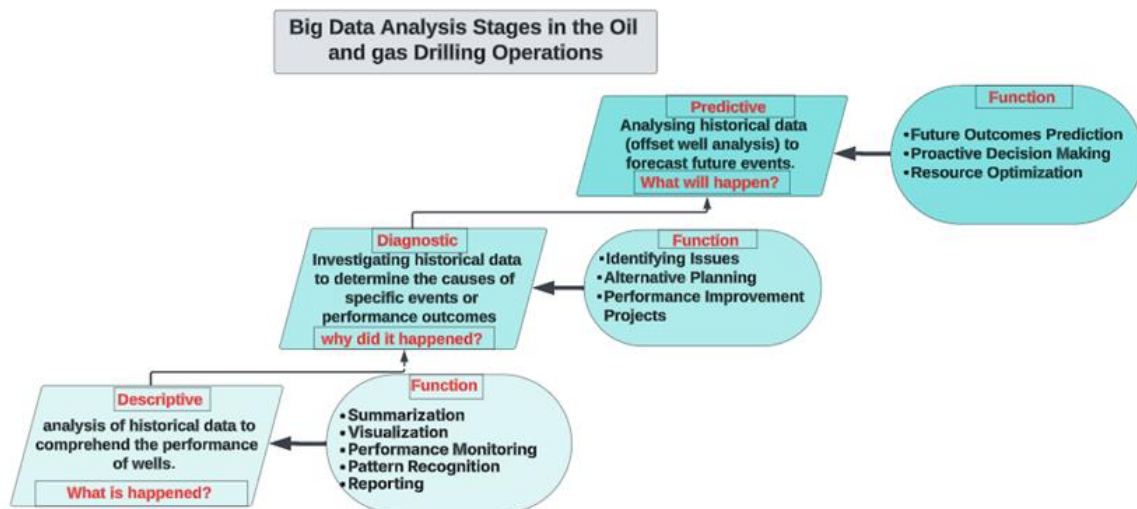 Big Data Analysis Stages in the Oil
and gas Drilling Operations
Predictive
Analysing historical data
(offset well analysis) to
forecast future events.
What will happen?
Function
•Future Outcomes Prediction
•Proactive Decision Making
•Resource Optimization
Diagnostic
Investigating historical data
to determine the causes of
specific events or
performance outcomes
why did it happened?
Function
•Identifying Issues
•Alternative Planning
•Performance Improvement
Projects
Descriptive
analysis of historical data to
comprehend the performance
of wells.
What is happened?
Function
•Summarization
•Visualization
•Performance Monitoring
•Pattern Recognition
•Reporting